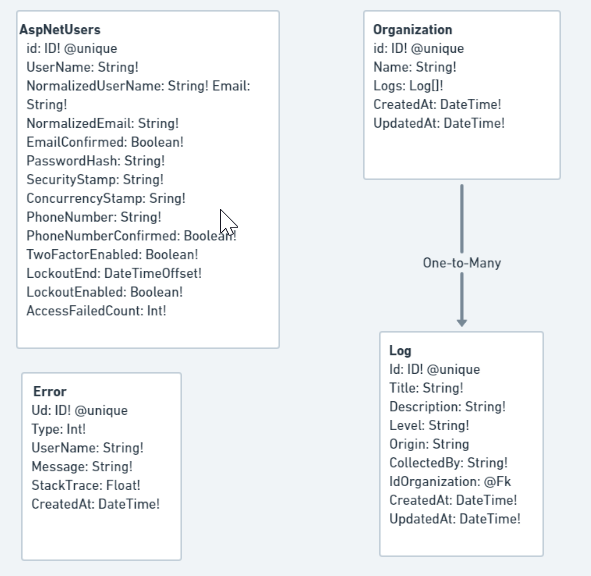 AspNetUsers
id: ID! @unique
UserName: String!
NormalizedUserName: String! Email:
String!
NormalizedEmail: String!
EmailConfirmed: Boolean!
PasswordHash: String!
SecurityStamp: String!
ConcurrencyStamp: Sring!
PhoneNumber: String!
PhoneNumberConfirmed: Boolean!
TwoFactorEnabled: Boolean!
LockoutEnd: DateTimeOffset!
LockoutEnabled: Boolean!
AccessFailedCount: Int!
Error
Ud: ID! @unique
Type: Int!
UserName: String!
Message: String!
StackTrace: Float!
CreatedAt: DateTime!
Organization
id: ID! @unique
Name: String!
Logs: Log[]!
CreatedAt: DateTime!
UpdatedAt: DateTime!
One-to-Many
Log
Id: ID! @unique
Title: String!
Description: String!
Level: String!
Origin: String
CollectedBy: String!
IdOrganization: @Fk
CreatedAt: DateTime!
UpdatedAt: DateTime!